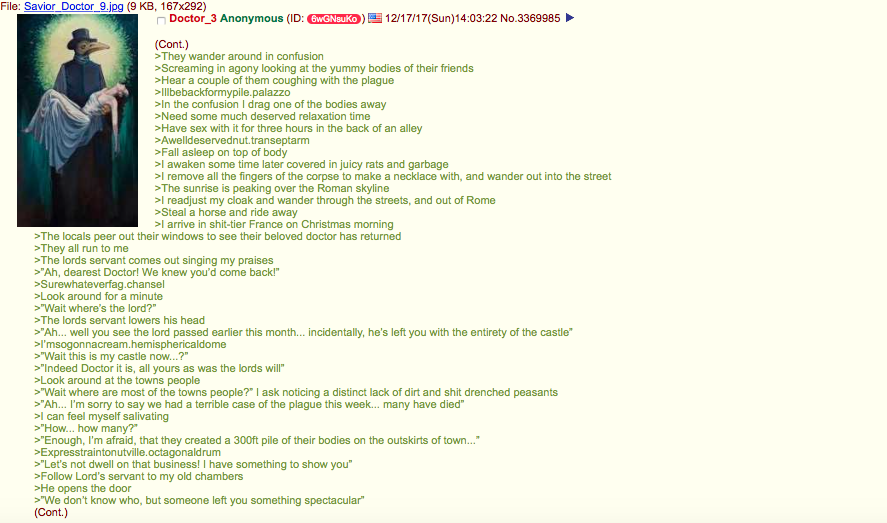 File: Savior_Doctor_9.jpg (9 KB, 167x292)
Doctor_3 Anonymous (ID: 6wGNsuKo) 12/17/17(Sun)14:03:22 No.33669985
(Cont.)
>They wander around in confusion
>Screaming in agony looking at the yummy bodies of their friends
>Hear a couple of them coughing with the plague
>Illbebackformypile.palazzo
>In the confusion I drag one of the bodies away
>Need some much deserved relaxation time
>Have sex with it for three hours in the back of an alley
>Awelldeservednut.transeptarm
>Fall asleep on top of body
>I awaken some time later covered in juicy rats and garbage
>I remove all the fingers of the corpse to make a necklace with, and wander out into the street
>The sunrise is peaking over the Roman skyline
>I readjust my cloak and wander through the streets, and out of Rome
>Steal a horse and ride away
>I arrive in shit-tier France on Christmas morning
>The locals peer out their windows to see their beloved doctor has returned
>They all run to me
>The lords servant comes out singing my praises
>"Ah, dearest Doctor! We knew you'd come back!"
>Surewhateverfag.chansel
>Look around for a minute
>"Wait where's the lord?"
>The lords servant lowers his head
>"Ah... well you see the lord passed earlier this month... incidentally, he's left you with the entirety of the castle"
>I'msogonnacream.hemisphericaldome
>"Wait this is my castle now...?"
>"Indeed Doctor it is, all yours as was the lords will"
>Look around at the towns people
>"Wait where are most of the towns people?" I ask noticing a distinct lack of dirt and shit drenched peasants
>"Ah... I'm sorry to say we had a terrible case of the plague this week... many have died"
>I can feel myself salivating
>"How... how many?"
>"Enough, I'm afraid, that they created a 300ft pile of their bodies on the outskirts of town..."
>Expresstraintonutville.octagonaldrum
>"Let's not dwell on that business! I have something to show you"
>Follow Lord's servant to my old chambers
>He opens the door
>"We don't know who, but someone left you something spectacular"
(Cont.)